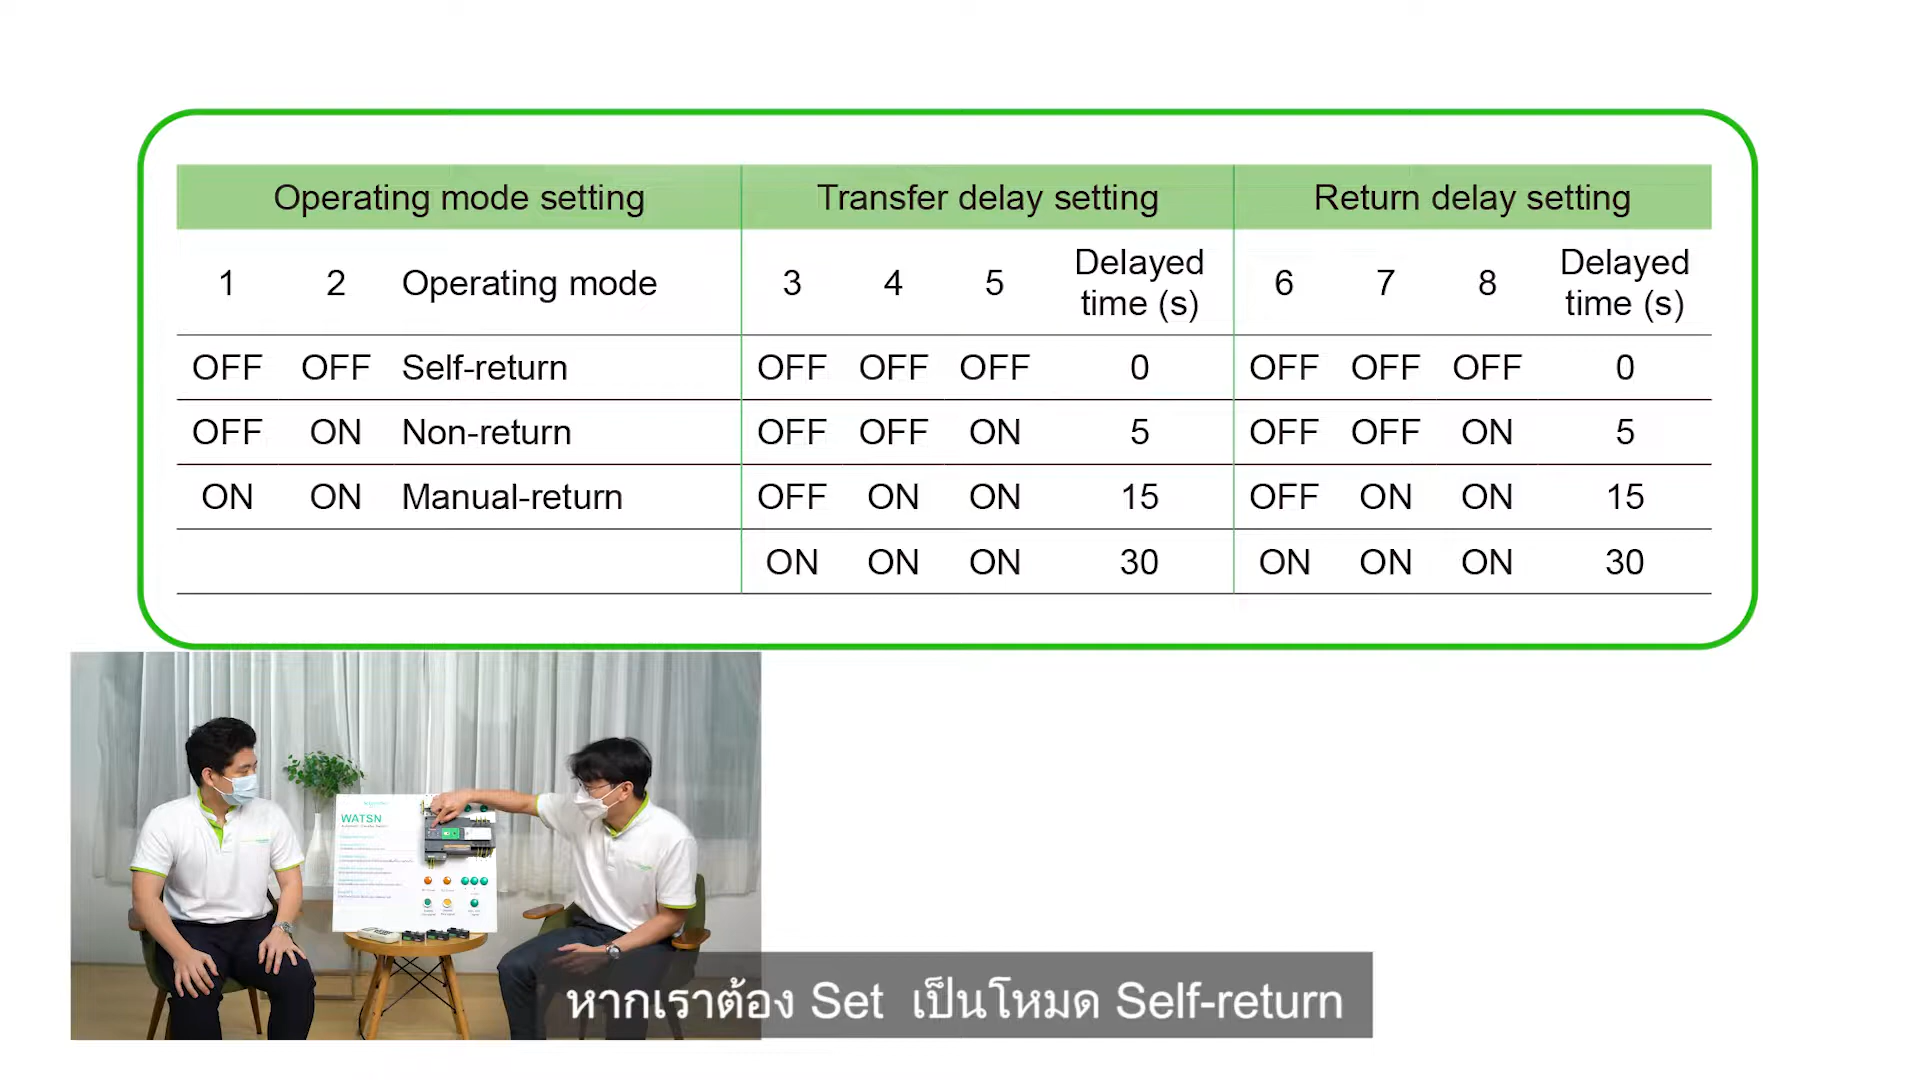 Operating mode setting Transfer delay setting Return delay setting
1 2 Operating mode 3 4 5 Delayed time (s) 6 7 8 Delayed time (s)
OFF OFF Self-return OFF OFF OFF 0 OFF OFF OFF 0
OFF ON Non-return OFF OFF ON 5 OFF OFF ON 5
ON ON Manual-return OFF ON ON 15 OFF ON ON 15
ON ON ON 30 ON ON ON 30
WATSN
หากเราต้อง Set เป็นโหมด Self-return